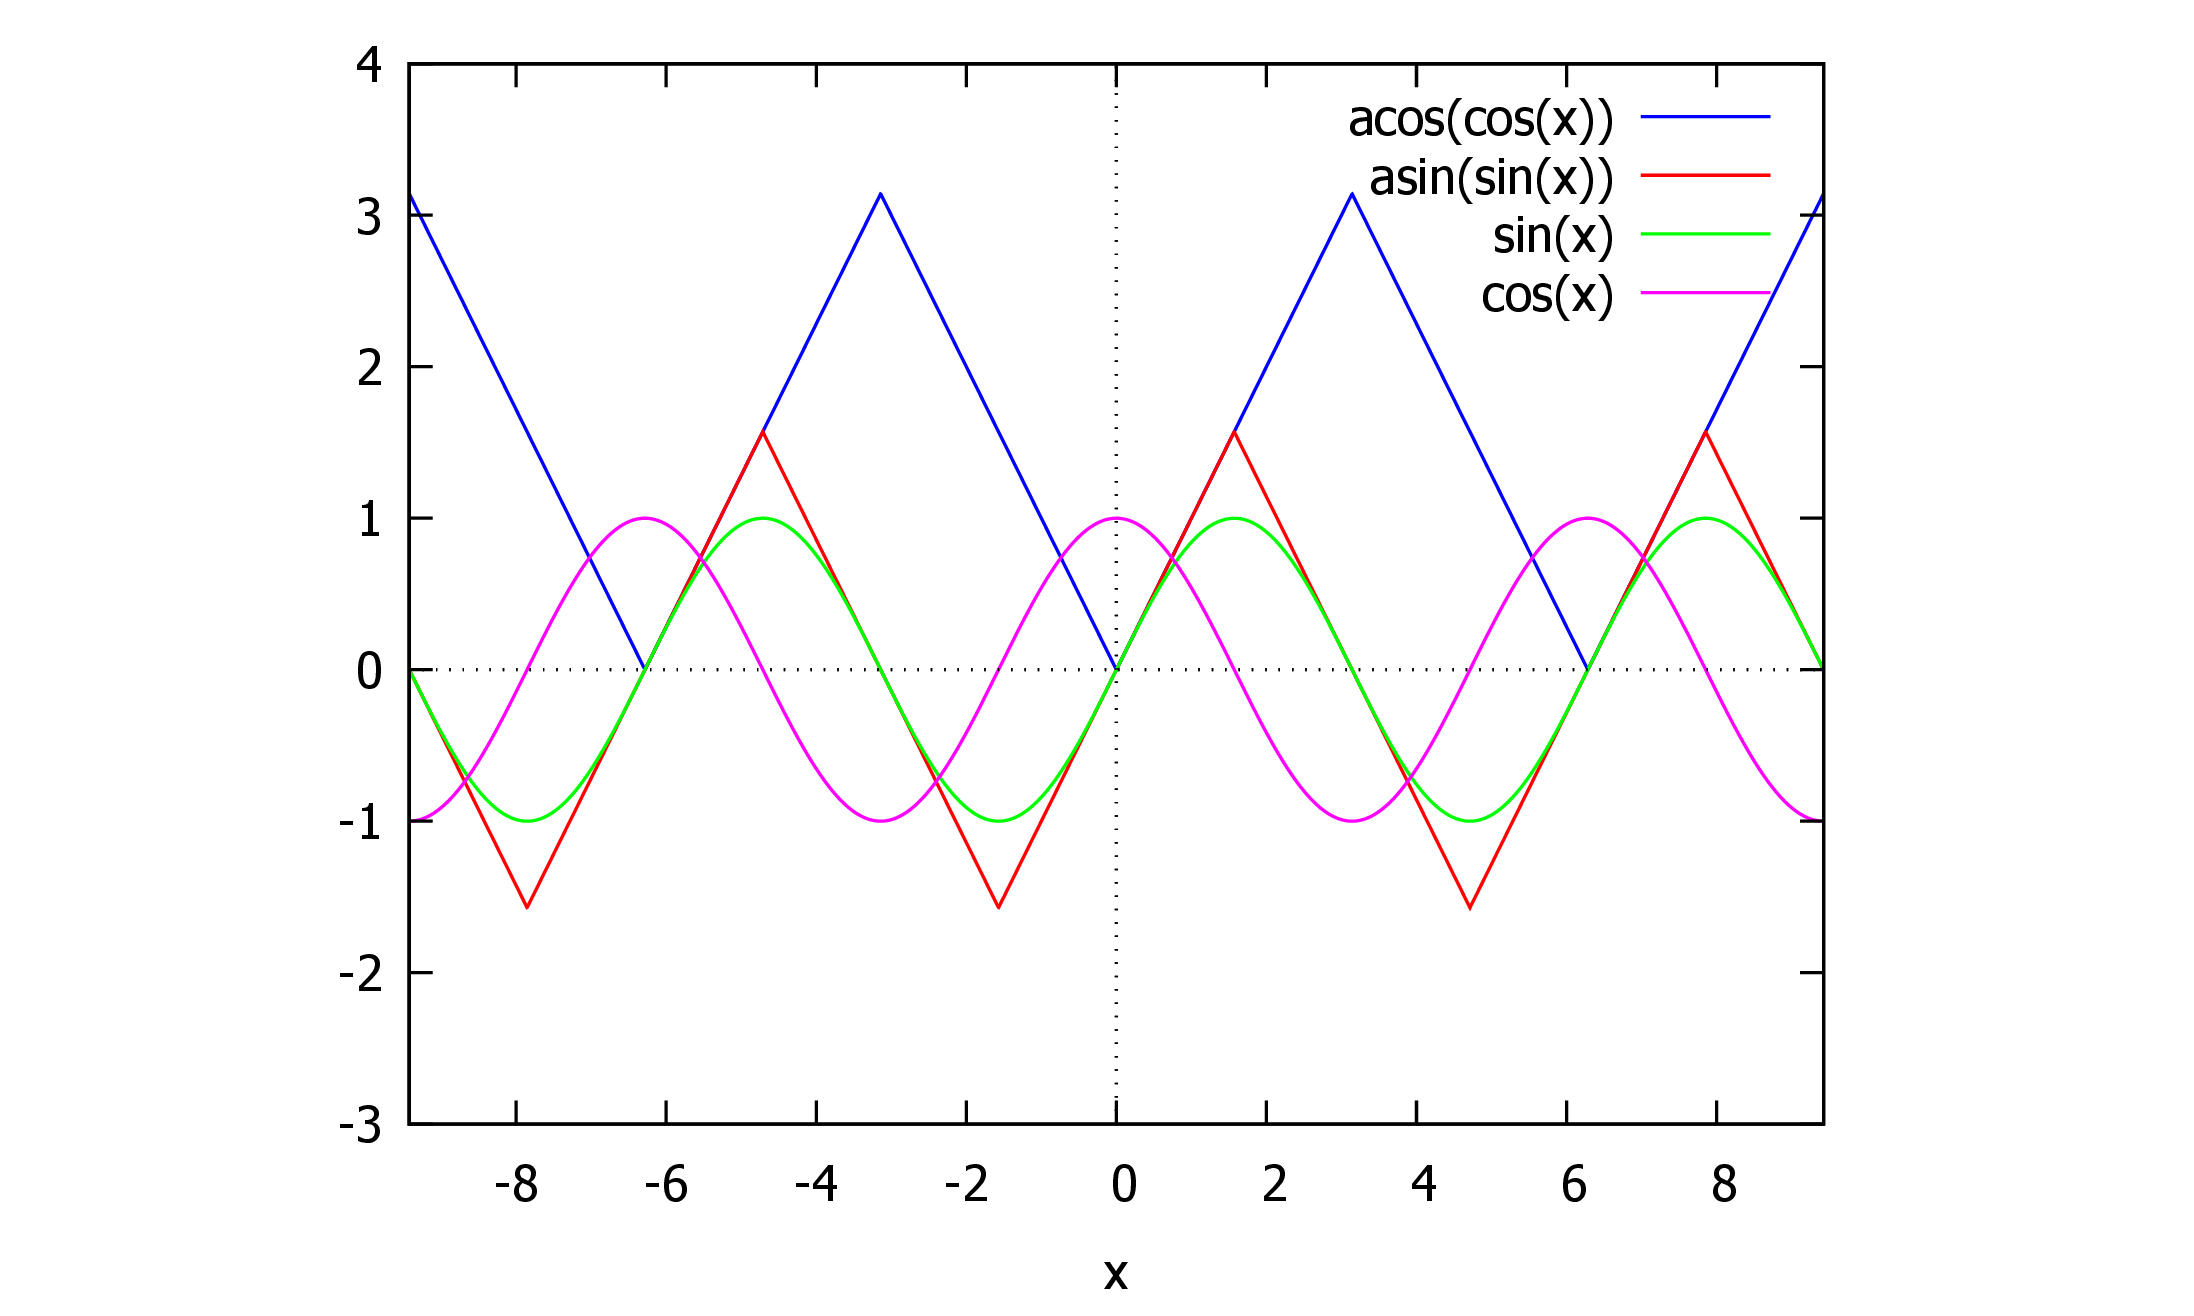 4
acos(cos(x))
asin(sin(x))
3
sin(x)
cos(x)
2
1
0
-1
-2
-3
-8 -6 -4 -2 0 2 4 6 8
x